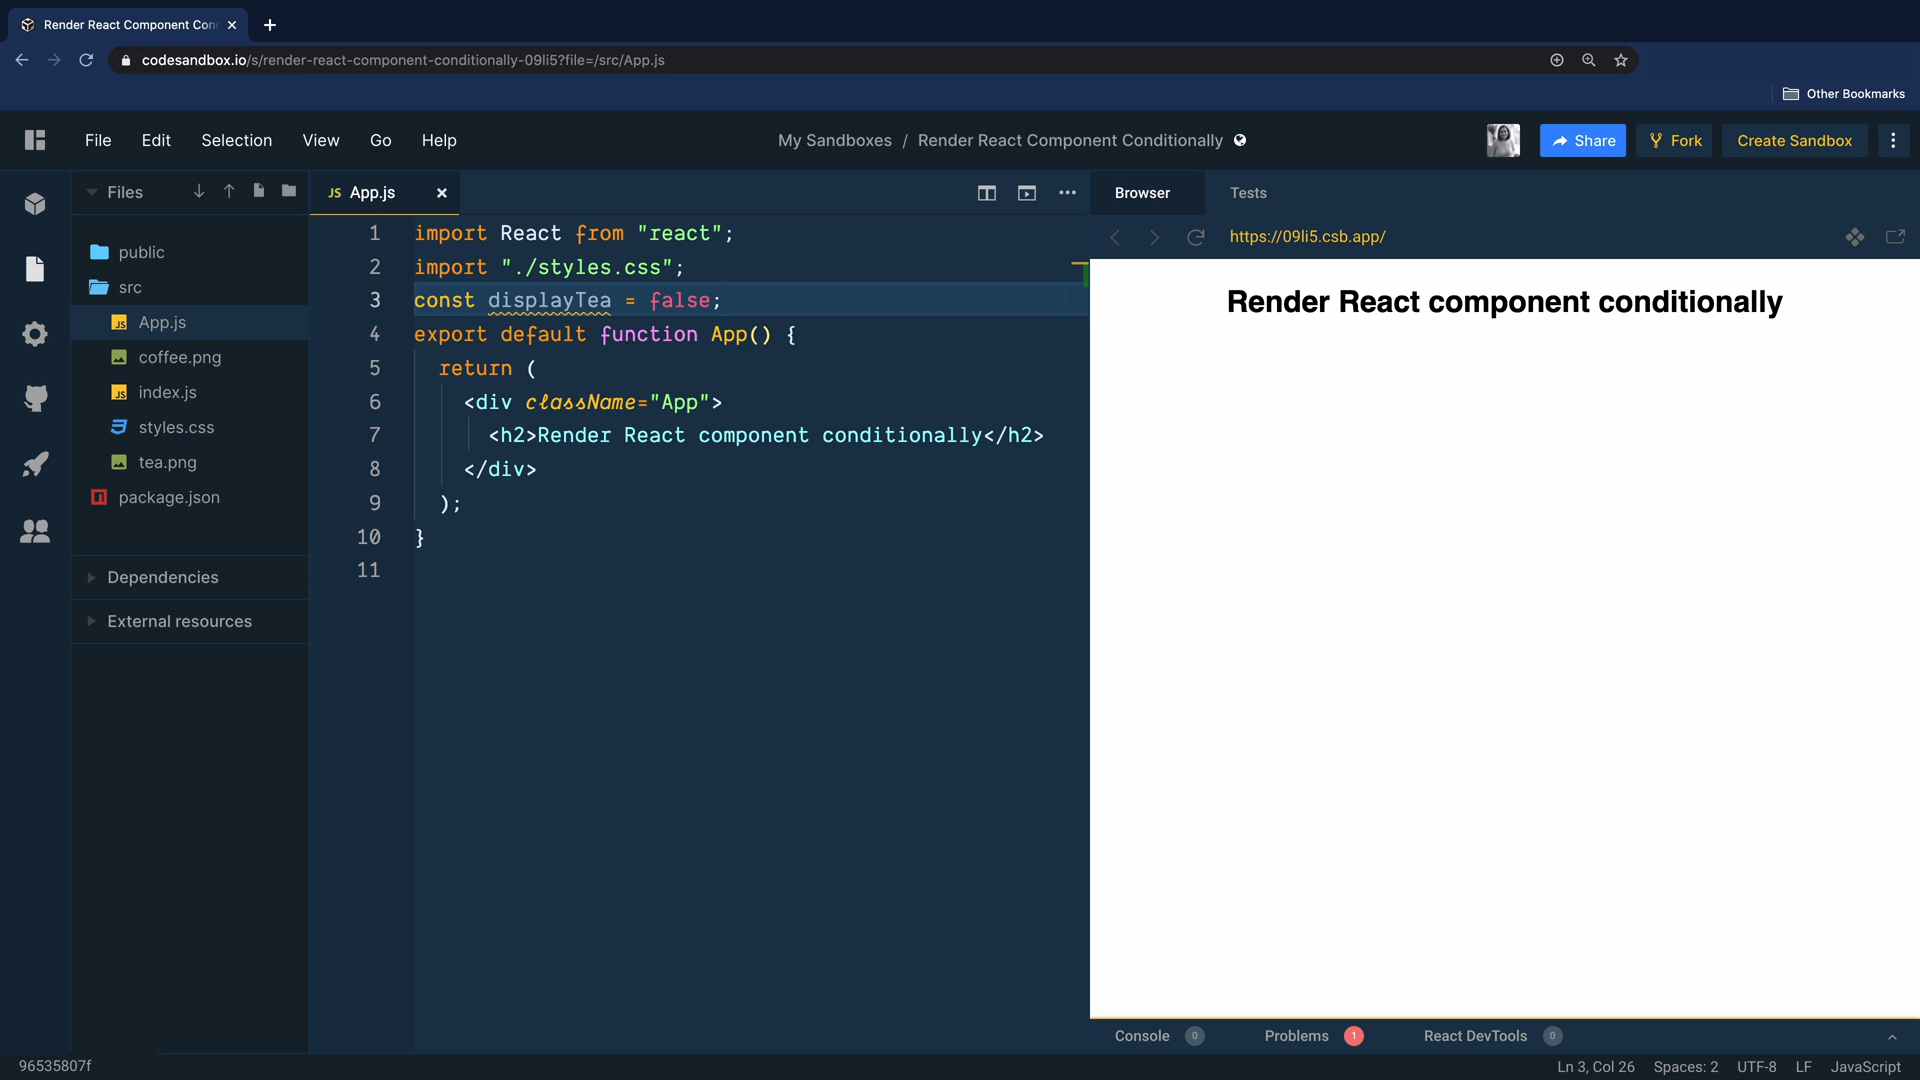 Render React Component Con
codesandbox.io/s/render-react-component-conditionally-09li5?file=/src/App.js
Other Bookmarks
File Edit Selection View Go Help
My Sandboxes / Render React Component Conditionally
Share Fork Create Sandbox
Files
JS App.js
Browser Tests
https://09li5.csb.app/
public
src
JS App.js
coffee.png
JS index.js
styles.css
tea.png
package.json
Dependencies
External resources
1 import React from "react";
2 import "./styles.css";
3 const displayTea = false;
4 export default function App() {
5 return (
6 <div className="App">
7 <h2>Render React component conditionally</h2>
8 </div>
9 );
10 }
11
Render React component conditionally
Console 0 Problems 1 React DevTools 0
96535807f
Ln 3, Col 26 Spaces: 2 UTF-8 LF JavaScript